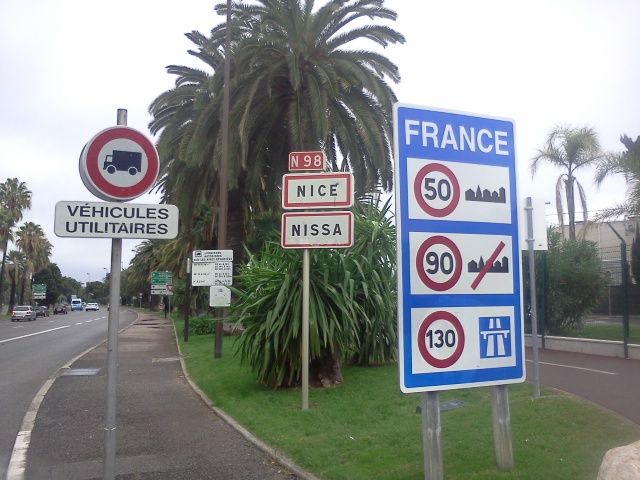 VÉHICULES
UTILITAIRES
N 98
NICE
NISSA
FRANCE
50
90
130